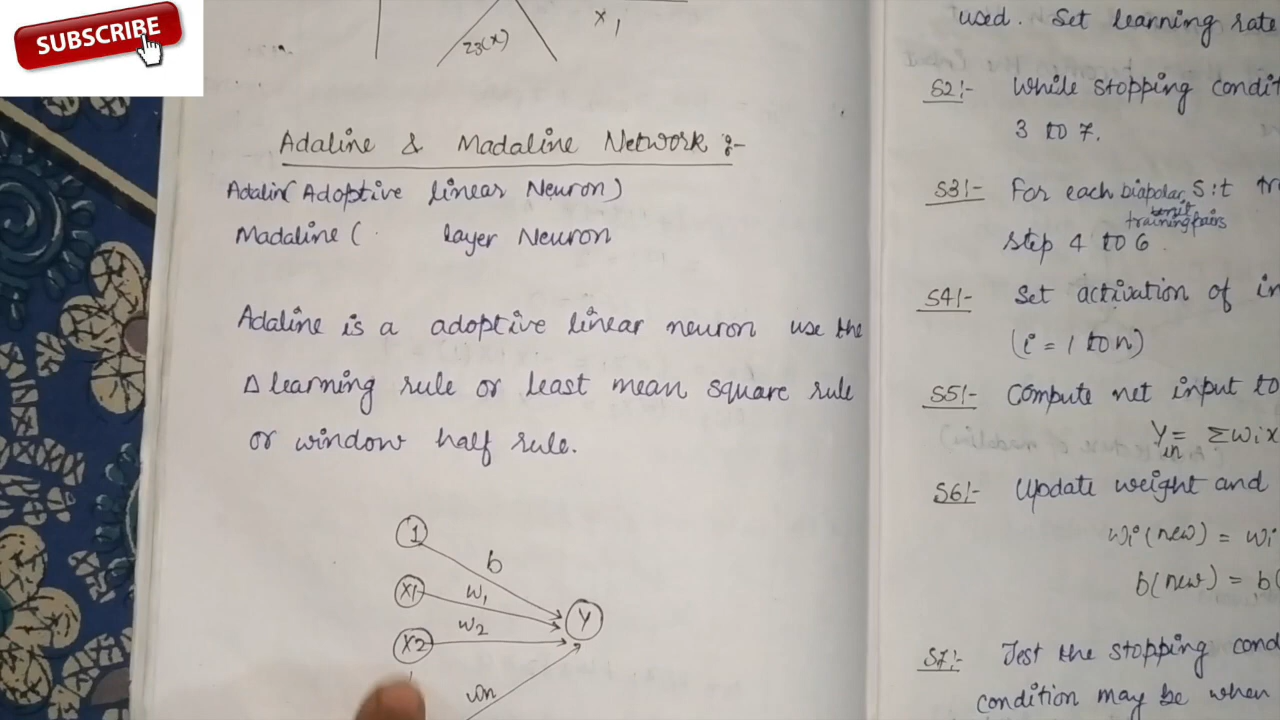 SUBSCRIBE
z3(x)
x1
Adaline & Madaline Network :-
Adalin( Adoptive linear Neuron)
Madaline ( layer Neuron
Adaline is a adoptive linear neuron use the
Δ learning rule or least mean square rule
or window half rule.
1
b
X1
w1
Y
w2
X2
wn
used. Set learning rate
S2:- While stopping condit
3 to 7.
S3:- For each biapolar S:t tr
training pairs
step 4 to 6
S4:- Set activation of in
(i = 1 to n)
S5:- Compute net input to
Yin = Σwix
S6:- Update weight and
wi(new) = wi
b(new) = b(
S7:- Test the stopping cond
condition may be when